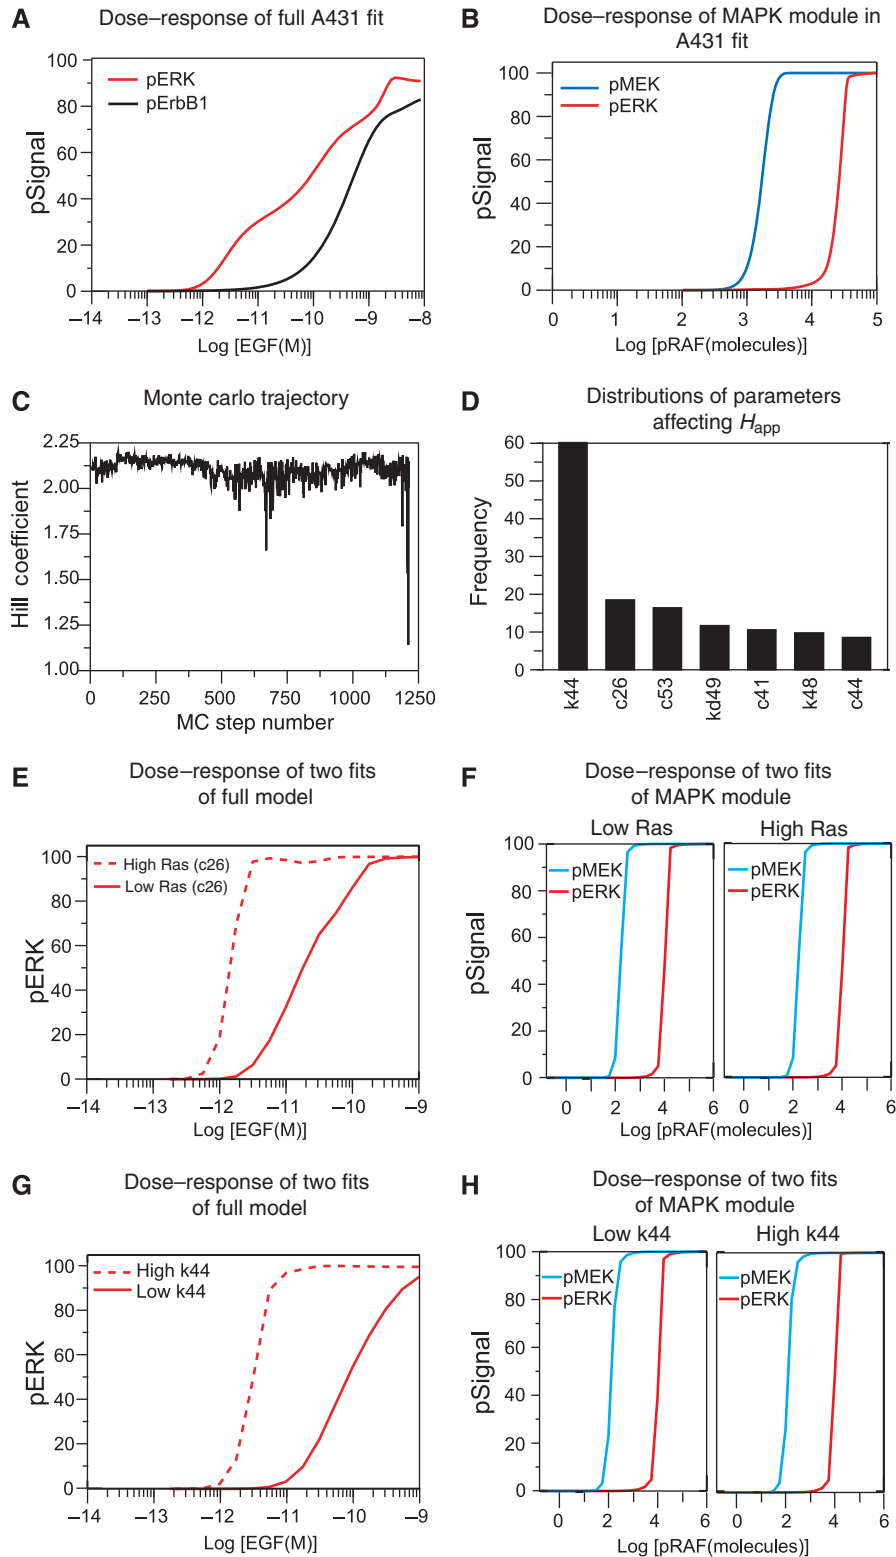 A
Dose–response of full A431 fit
100
80
60
40
20
0
pSignal
pERK
pErbB1
–14
–13
–12
–11
–10
–9
–8
Log [EGF(M)]
B
Dose–response of MAPK module in
A431 fit
100
80
60
40
20
0
pSignal
pMEK
pERK
0
1
2
3
4
5
Log [pRAF(molecules)]
C
Monte carlo trajectory
2.25
2.00
1.75
1.50
1.25
1.00
Hill coefficient
0
250
500
750
1000
1250
MC step number
D
Distributions of parameters
affecting Happ
60
50
40
30
20
10
0
Frequency
k44
c26
c53
kd49
c41
k48
c44
E
Dose–response of two fits
of full model
100
80
60
40
20
0
pERK
High Ras (c26)
Low Ras (c26)
–14
–13
–12
–11
–10
–9
Log [EGF(M)]
F
Dose–response of two fits
of MAPK module
Low Ras
High Ras
100
80
60
40
20
0
pSignal
pMEK
pERK
pMEK
pERK
0
2
4
6
0
2
4
6
Log [pRAF(molecules)]
G
Dose–response of two fits
of full model
100
80
60
40
20
0
pERK
High k44
Low k44
–14
–13
–12
–11
–10
–9
Log [EGF(M)]
H
Dose–response of two fits
of MAPK module
Low k44
High k44
100
80
60
40
20
0
pSignal
pMEK
pERK
pMEK
pERK
0
2
4
6
0
2
4
6
Log [pRAF(molecules)]